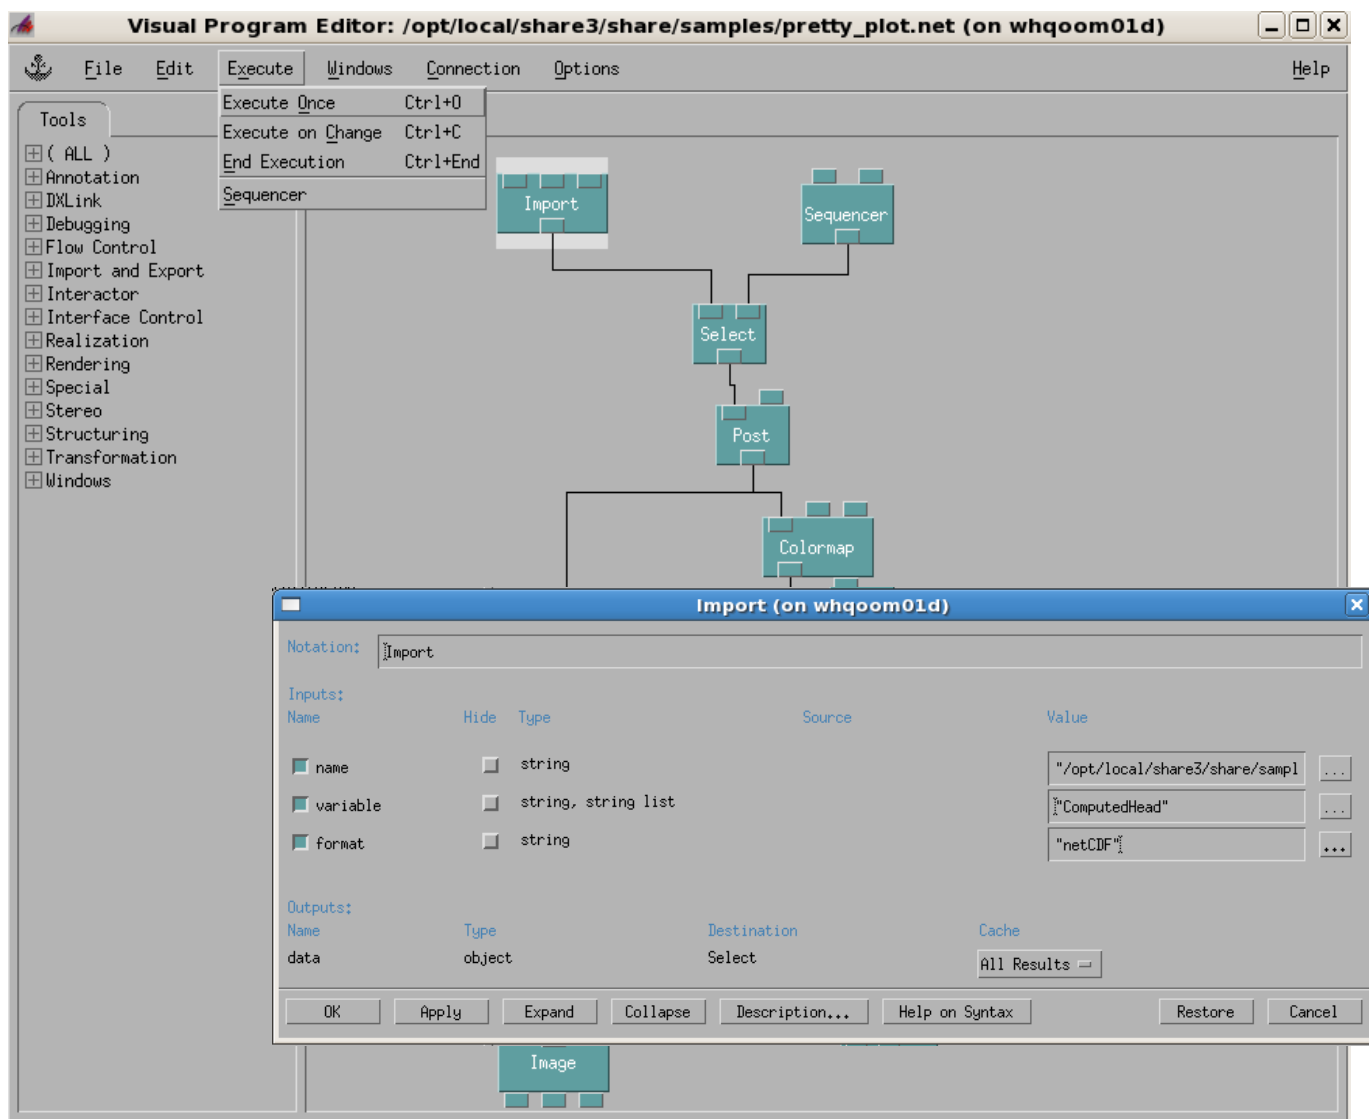 Visual Program Editor: /opt/local/share3/share/samples/pretty_plot.net (on whqoom01d)
File Edit Execute Windows Connection Options Help
Execute Once Ctrl+O
Execute on Change Ctrl+C
End Execution Ctrl+End
Sequencer
Tools
( ALL )
Annotation
DXLink
Debugging
Flow Control
Import and Export
Interactor
Interface Control
Realization
Rendering
Special
Stereo
Structuring
Transformation
Windows
Import
Sequencer
Select
Post
Colormap
Import (on whqoom01d)
Notation: Import
Inputs:
Name Hide Type Source Value
name string "/opt/local/share3/share/sampl ...
variable string, string list "ComputedHead" ...
format string "netCDF" ...
Outputs:
Name Type Destination Cache
data object Select All Results
OK Apply Expand Collapse Description... Help on Syntax Restore Cancel
Image